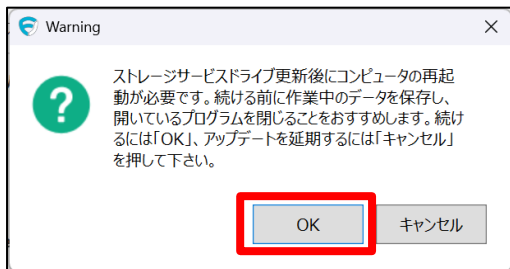 Warning
ストレージサービスドライブ更新後にコンピュータの再起
動が必要です。続ける前に作業中のデータを保存し、
開いているプログラムを閉じることをおすすめします。続け
るには「OK」、アップデートを延期するには「キャンセル」
を押して下さい。
OK
キャンセル